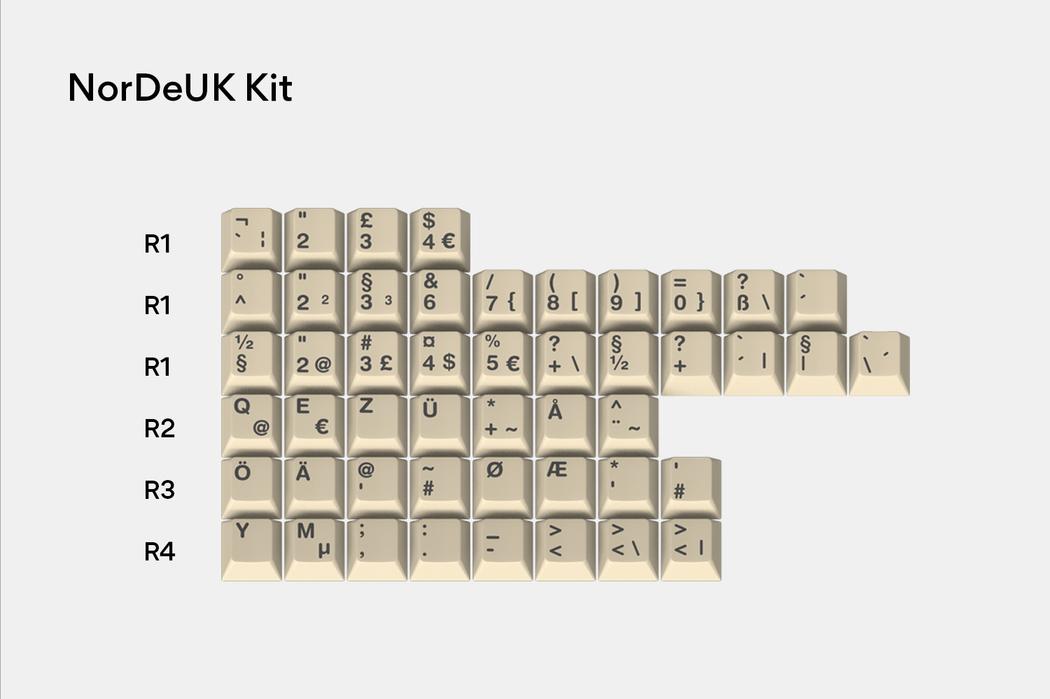 NorDeUK Kit
R1 ¬ ` ¦ " 2 £ 3 $ 4 €
R1 ° ^ " 2 ² § 3 ³ & 6 / 7 { ( 8 [ ) 9 ] = 0 } ? ß \ ` ´
R1 ½ § " 2 @ # 3 £ ¤ 4 $ % 5 € ? + \ § ½ ? + ` ´ | § | ` \ ´
R2 Q @ E € Z Ü * + ~ Å ^ ¨ ~
R3 Ö Ä @ ' ~ # Ø Æ * ' ' #
R4 Y M µ ; , : . _ - > < > < \ > < |